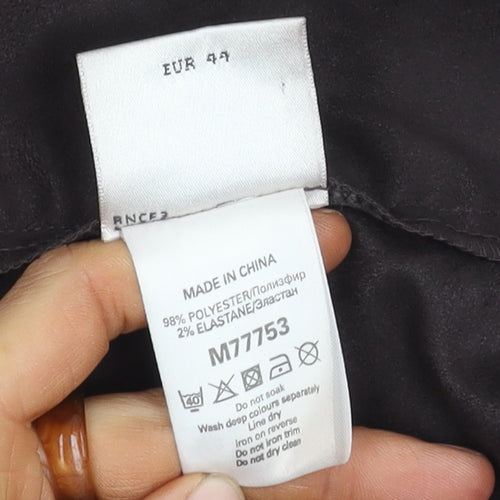 EUR 44
RNCE2
MADE IN CHINA
98% POLYESTER/Полиэфир
2% ELASTANE/Эластан
M77753
40
Do not soak
Wash deep colours separately
Line dry
iron on reverse
Do not iron trim
Do not dry clean